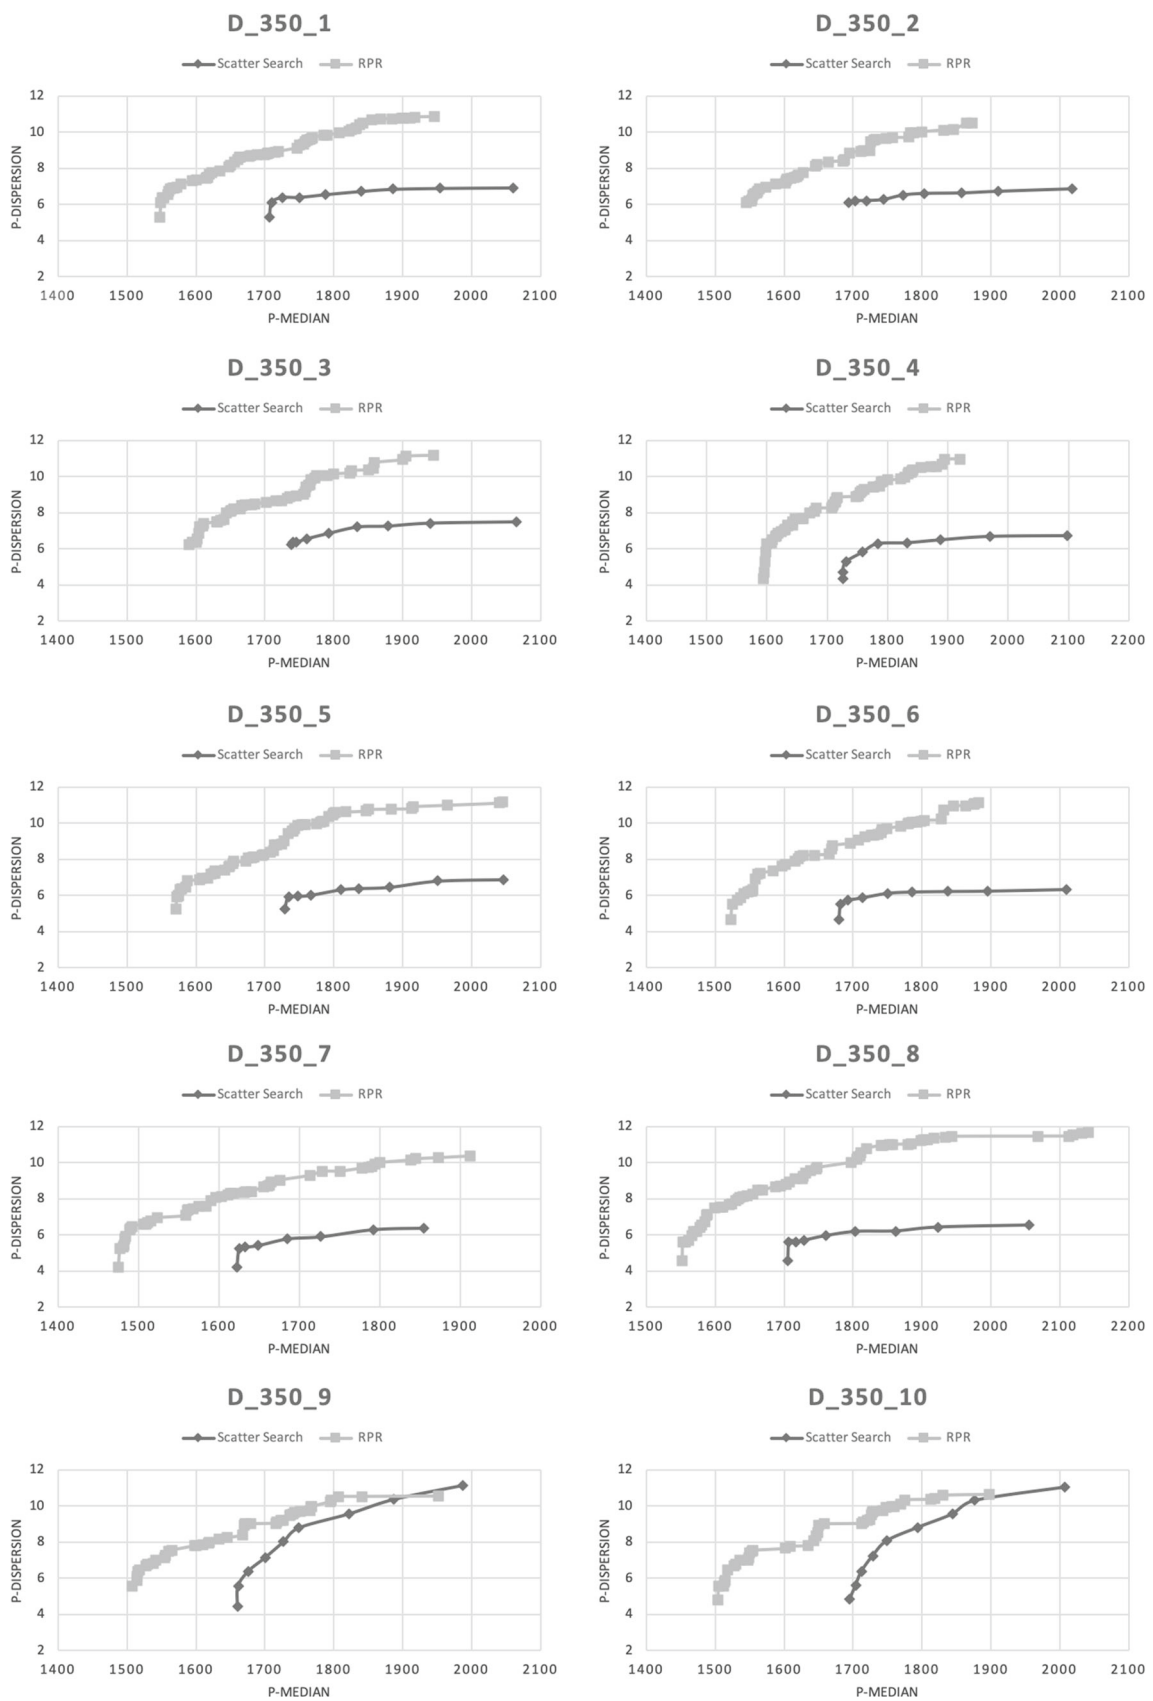 D_350_1
Scatter Search RPR
P-DISPERSION
12
10
8
6
4
2
1400 1500 1600 1700 1800 1900 2000 2100
P-MEDIAN
D_350_2
Scatter Search RPR
P-DISPERSION
12
10
8
6
4
2
1400 1500 1600 1700 1800 1900 2000 2100
P-MEDIAN
D_350_3
Scatter Search RPR
P-DISPERSION
12
10
8
6
4
2
1400 1500 1600 1700 1800 1900 2000 2100
P-MEDIAN
D_350_4
Scatter Search RPR
P-DISPERSION
12
10
8
6
4
2
1400 1500 1600 1700 1800 1900 2000 2100 2200
P-MEDIAN
D_350_5
Scatter Search RPR
P-DISPERSION
12
10
8
6
4
2
1400 1500 1600 1700 1800 1900 2000 2100
P-MEDIAN
D_350_6
Scatter Search RPR
P-DISPERSION
12
10
8
6
4
2
1400 1500 1600 1700 1800 1900 2000 2100
P-MEDIAN
D_350_7
Scatter Search RPR
P-DISPERSION
12
10
8
6
4
2
1400 1500 1600 1700 1800 1900 2000
P-MEDIAN
D_350_8
Scatter Search RPR
P-DISPERSION
12
10
8
6
4
2
1500 1600 1700 1800 1900 2000 2100 2200
P-MEDIAN
D_350_9
Scatter Search RPR
P-DISPERSION
12
10
8
6
4
2
1400 1500 1600 1700 1800 1900 2000 2100
P-MEDIAN
D_350_10
Scatter Search RPR
P-DISPERSION
12
10
8
6
4
2
1400 1500 1600 1700 1800 1900 2000 2100
P-MEDIAN